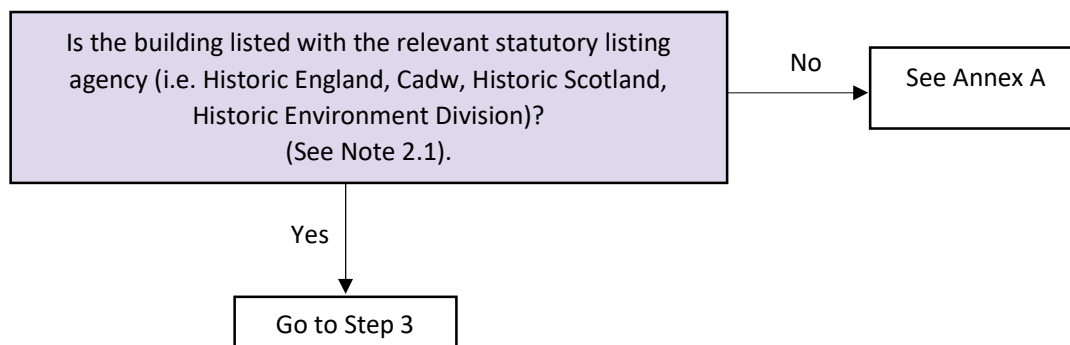 Is the building listed with the relevant statutory listing
agency (i.e. Historic England, Cadw, Historic Scotland,
Historic Environment Division)?
(See Note 2.1).
No
See Annex A
Yes
Go to Step 3